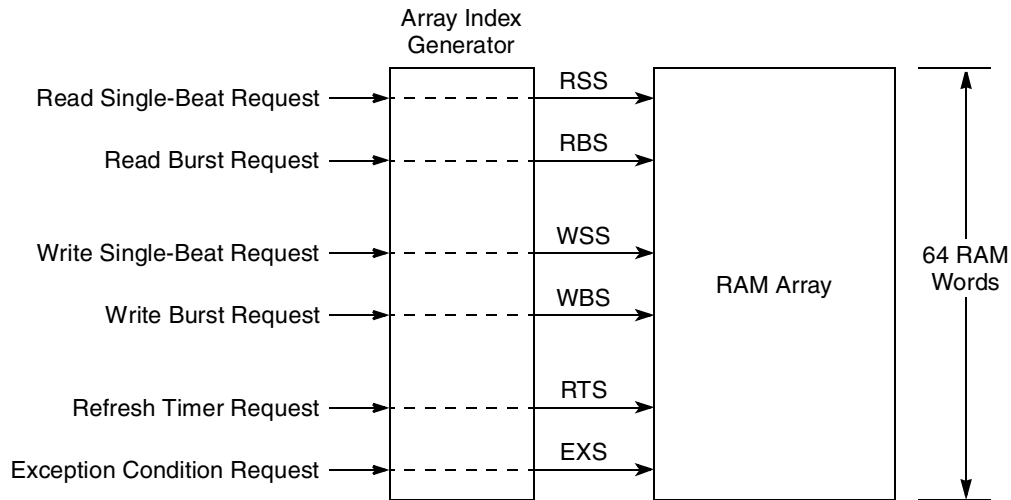 Array Index
Generator
Read Single-Beat Request
RSS
Read Burst Request
RBS
Write Single-Beat Request
WSS
Write Burst Request
WBS
Refresh Timer Request
RTS
Exception Condition Request
EXS
RAM Array
64 RAM
Words